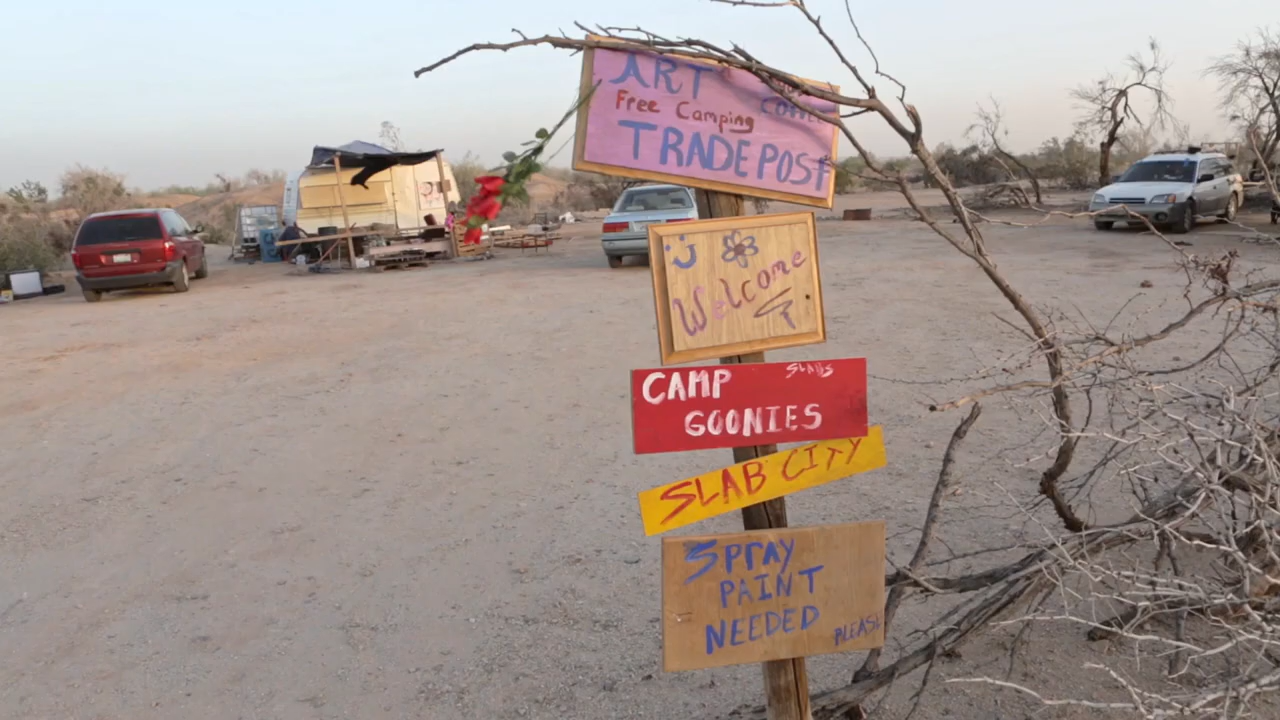 ART
Free Camping
TRADE POST
Welcome
CAMP SLABS
GOONIES
SLAB CITY
SPRAY
PAINT
NEEDED
PLEASE